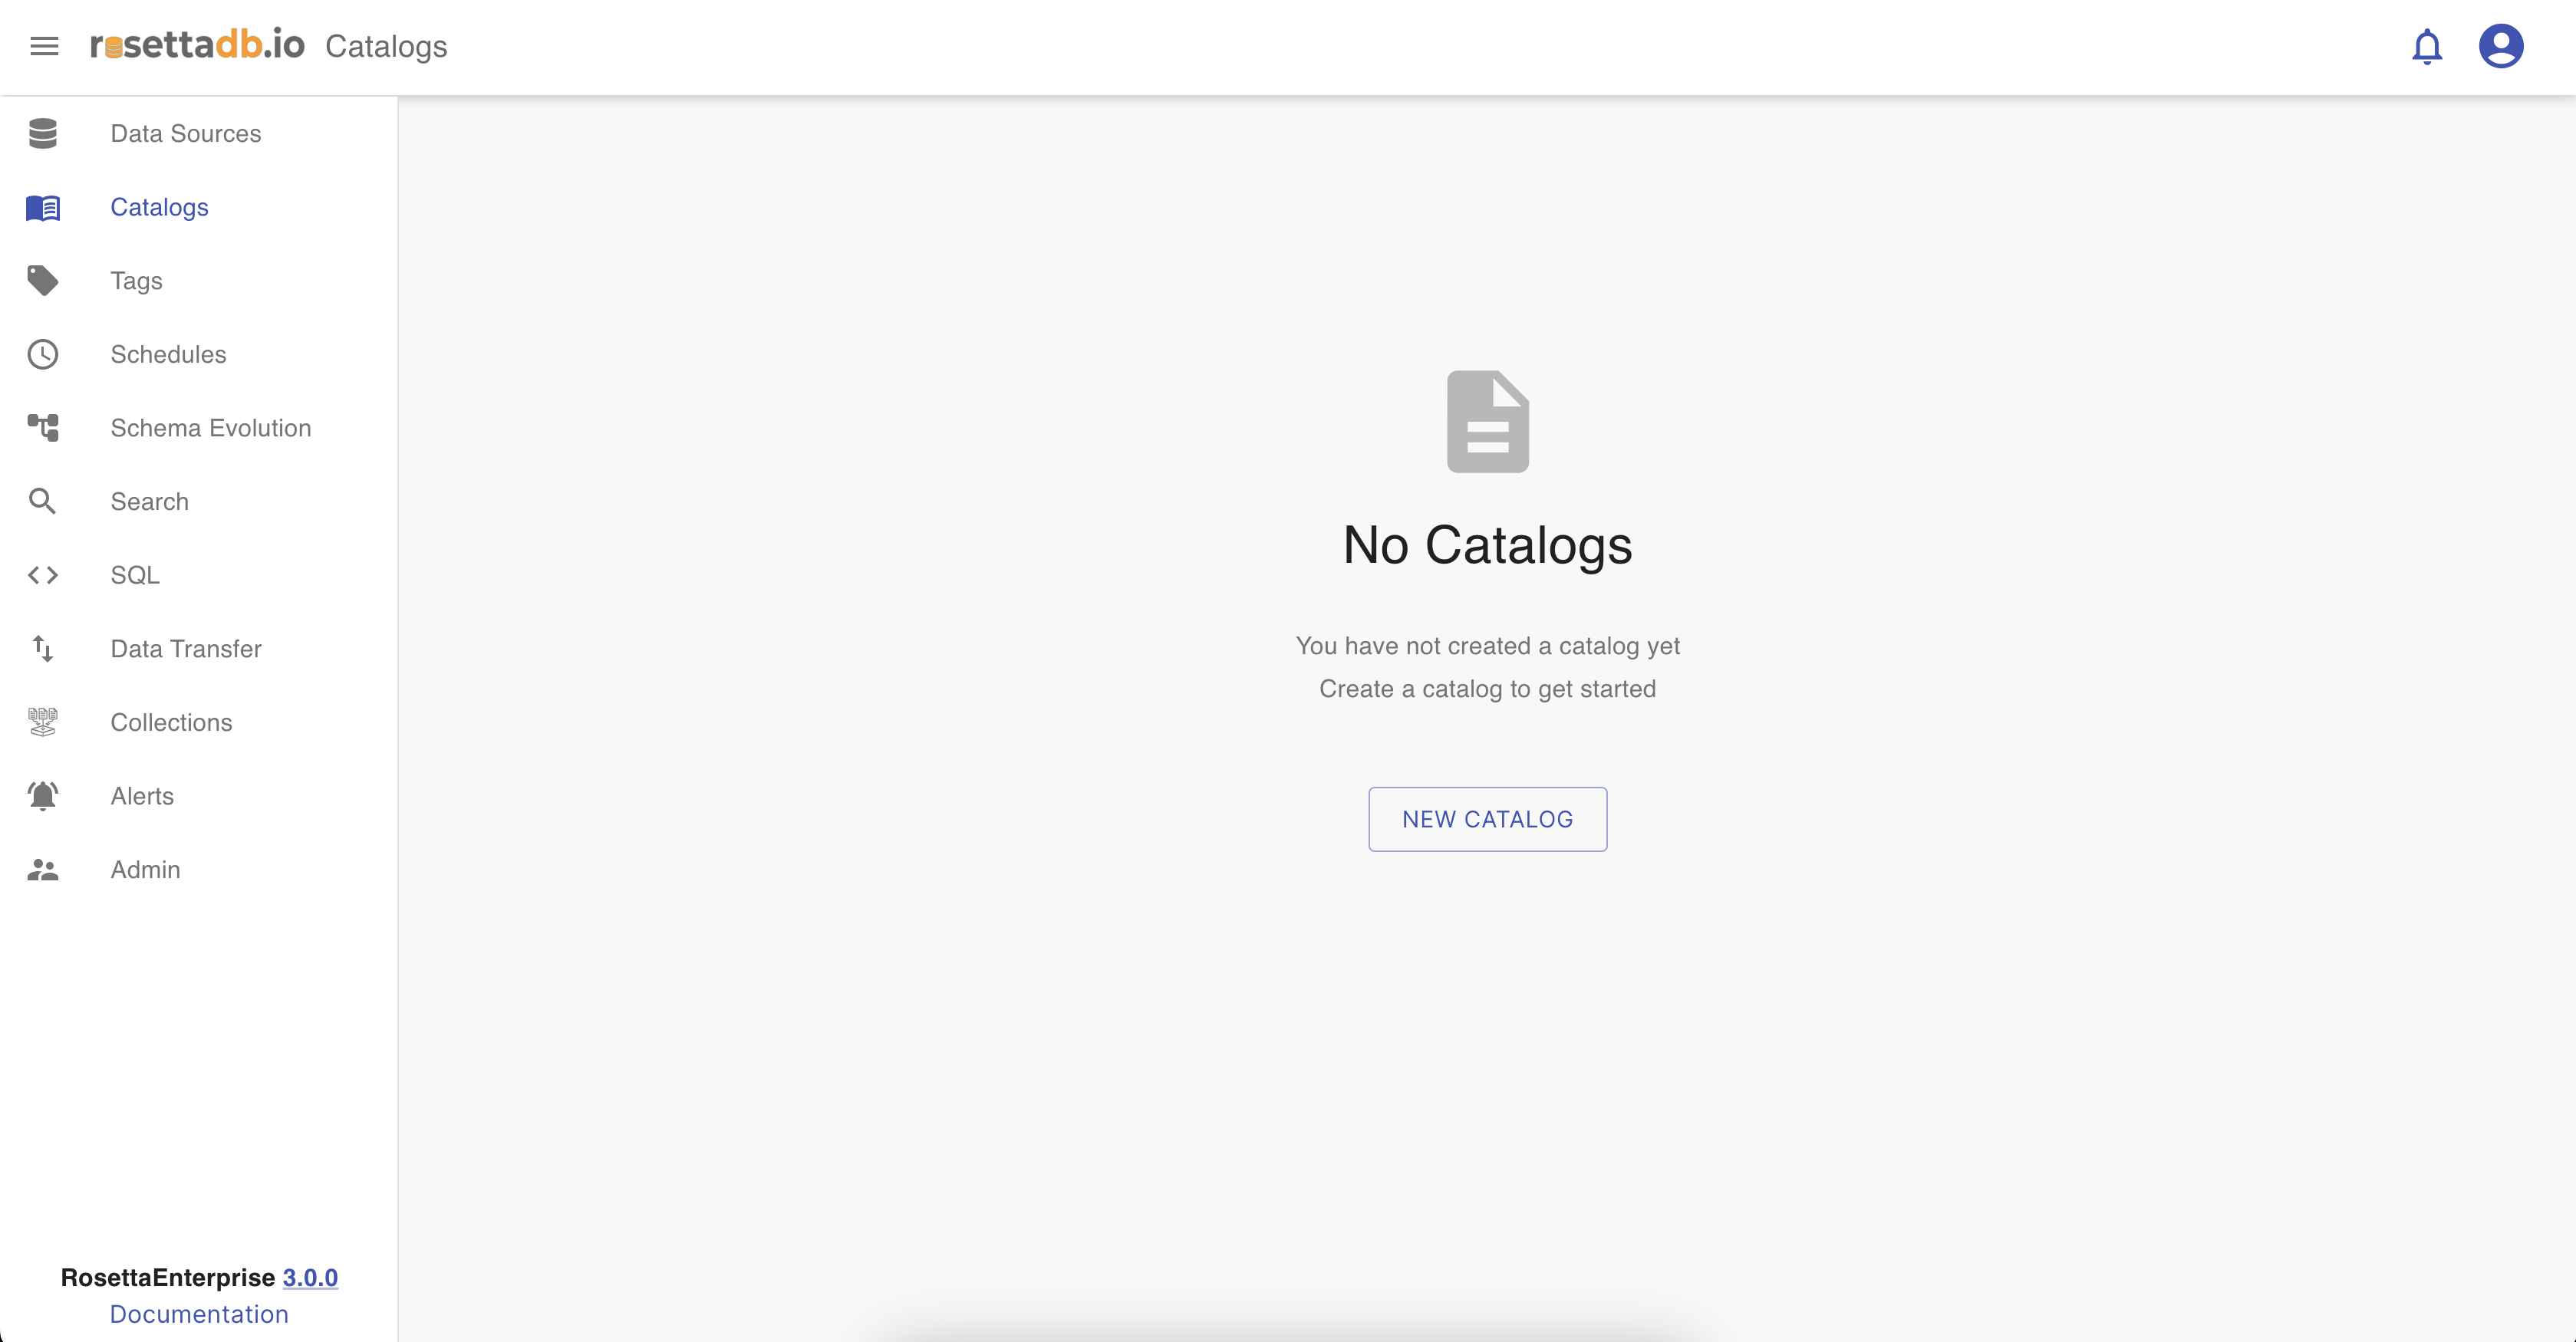 rosettadb.io Catalogs
Data Sources
Catalogs
Tags
Schedules
Schema Evolution
Search
SQL
Data Transfer
Collections
Alerts
Admin
No Catalogs
You have not created a catalog yet
Create a catalog to get started
NEW CATALOG
RosettaEnterprise 3.0.0
Documentation